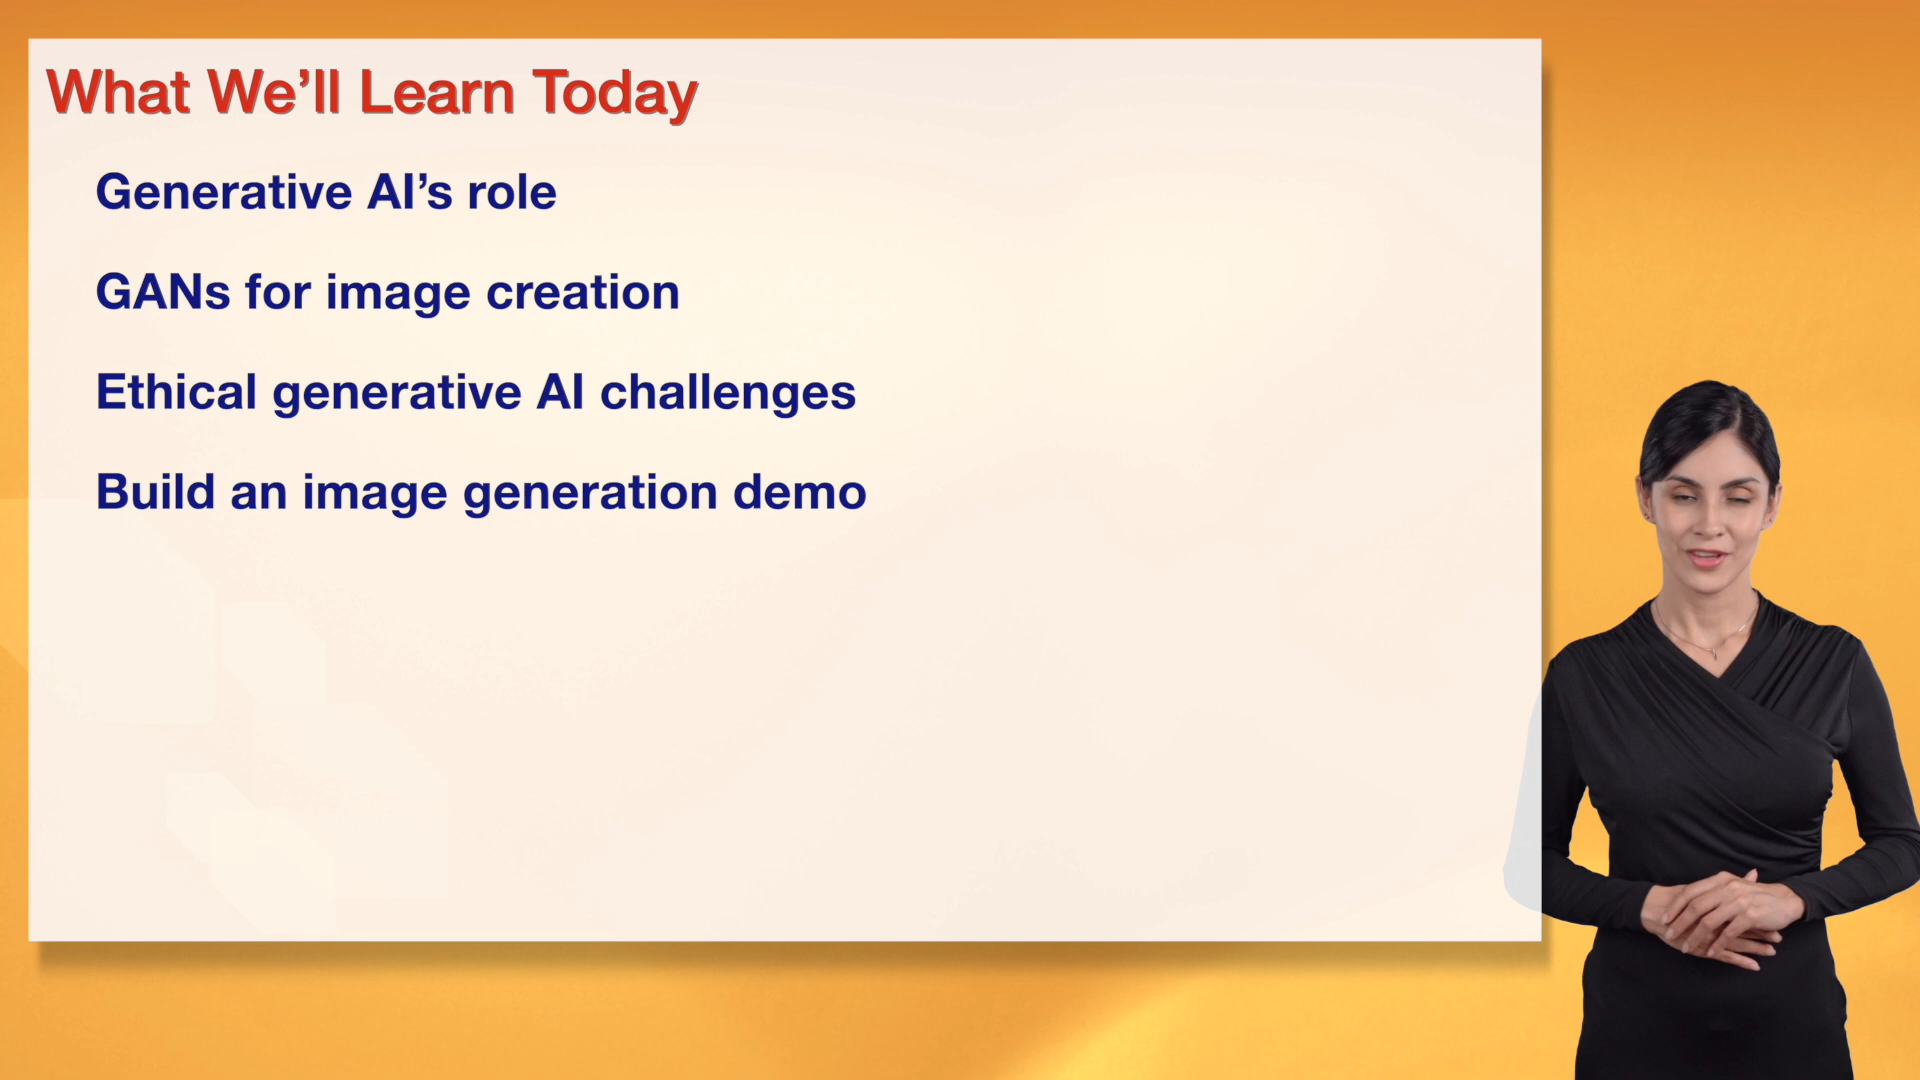 What We’ll Learn Today
Generative AI’s role
GANs for image creation
Ethical generative AI challenges
Build an image generation demo